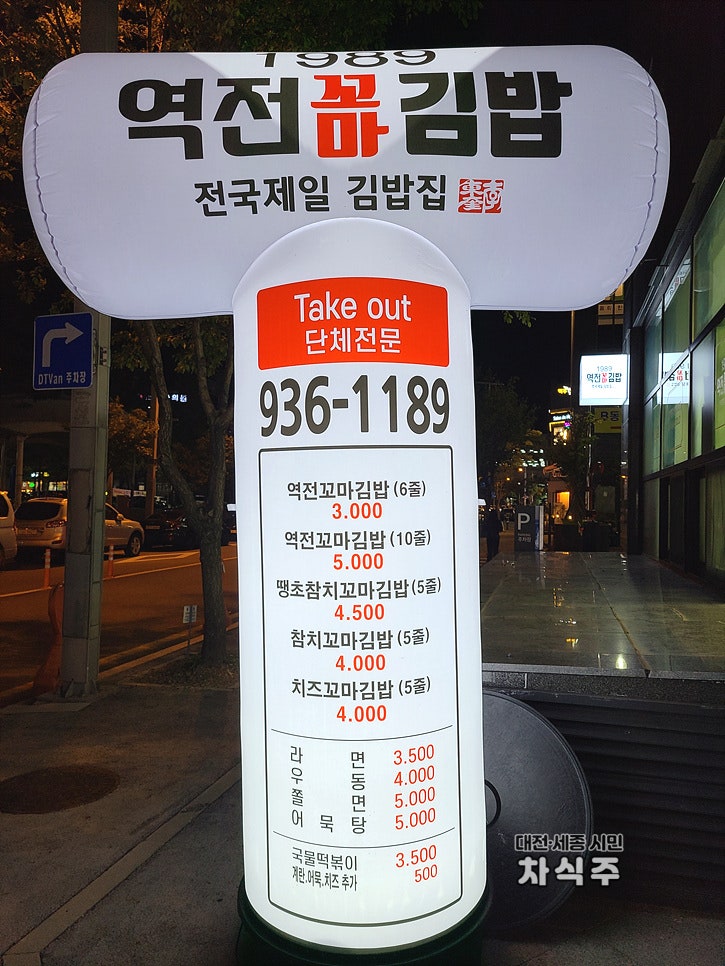 1989
역전꼬마김밥
전국제일 김밥집
Take out
단체전문
936-1189
역전꼬마김밥 (6줄)
3.000
역전꼬마김밥 (10줄)
5.000
땡초참치꼬마김밥 (5줄)
4.500
참치꼬마김밥 (5줄)
4.000
치즈꼬마김밥 (5줄)
4.000
라면 3.500
우동 4.000
쫄면 5.000
어묵탕 5.000
국물떡볶이 3.500
계란.어묵.치즈 추가 500
DTVan 주차장
1989
역전꼬마김밥
P
주차장
대전·세종 시민
차식주